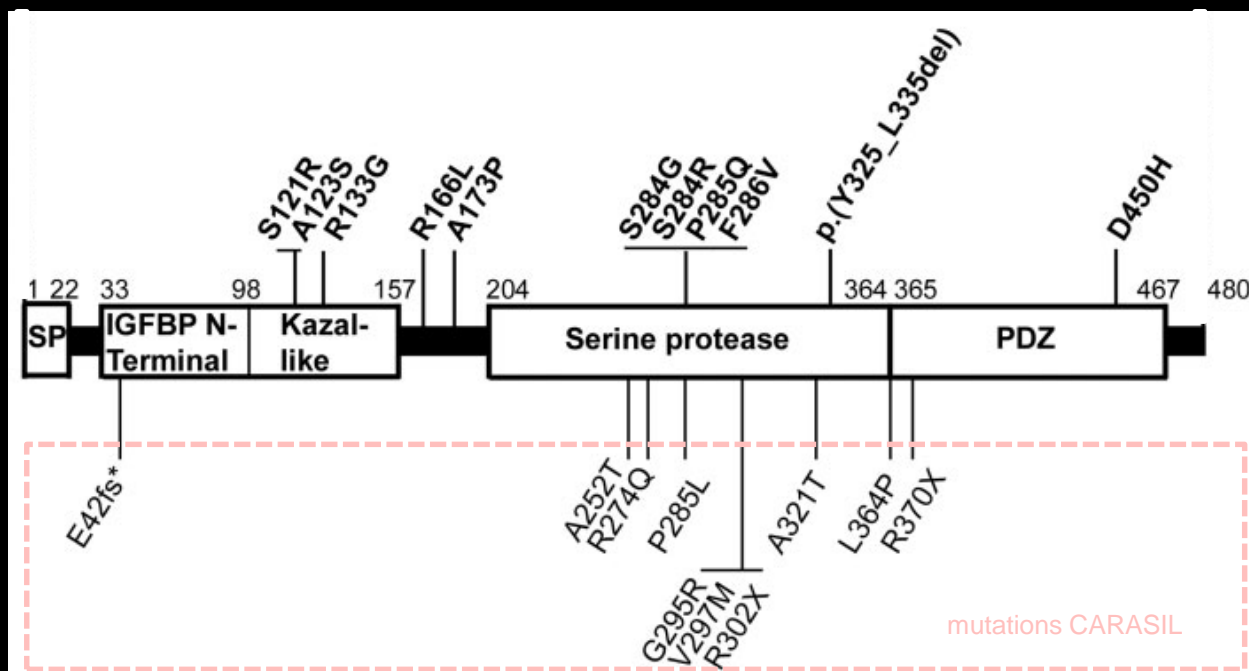 S121R
A123S
R133G
R166L
A173P
S284G
S284R
P285Q
F286V
p.(Y325_L335del)
D450H
1 22 33 98 157 204 364 365 467 480
SP
IGFBP N-
Terminal
Kazal-
like
Serine protease
PDZ
E42fs*
A252T
R274Q
P285L
G295R
V297M
R302X
A321T
L364P
R370X
mutations CARASIL